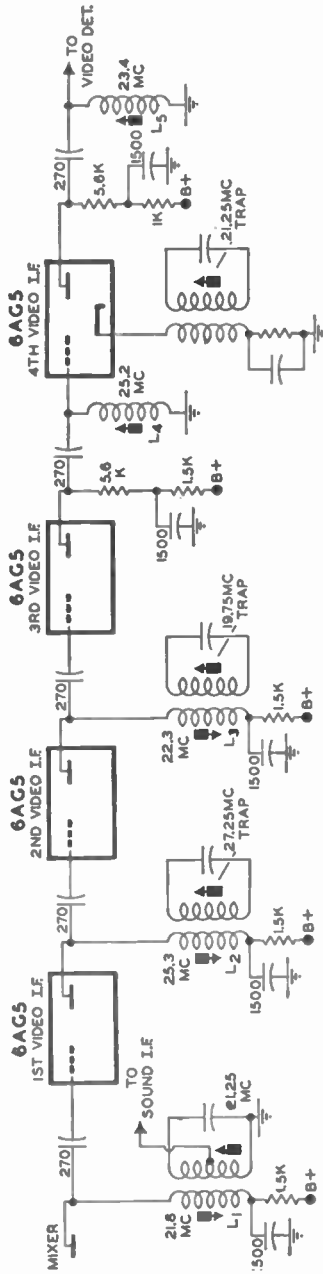 MIXER
270
6AG5
1ST VIDEO I.F.
270
6AG5
2ND VIDEO I.F.
270
6AG5
3RD VIDEO I.F.
270
6AG5
4TH VIDEO I.F.
270
TO
VIDEO DET.
21.8
MC
L1
1.5K
B+
TO
SOUND I.F.
21.25
MC
25.3
MC
L2
27.25MC
TRAP
1500
1.5K
B+
22.3
MC
L3
19.75MC
TRAP
1500
1.5K
B+
5.6
K
1500
1.5K
B+
25.2
MC
L4
21.25MC
TRAP
5.6K
1500
1K
B+
23.4
MC
L5